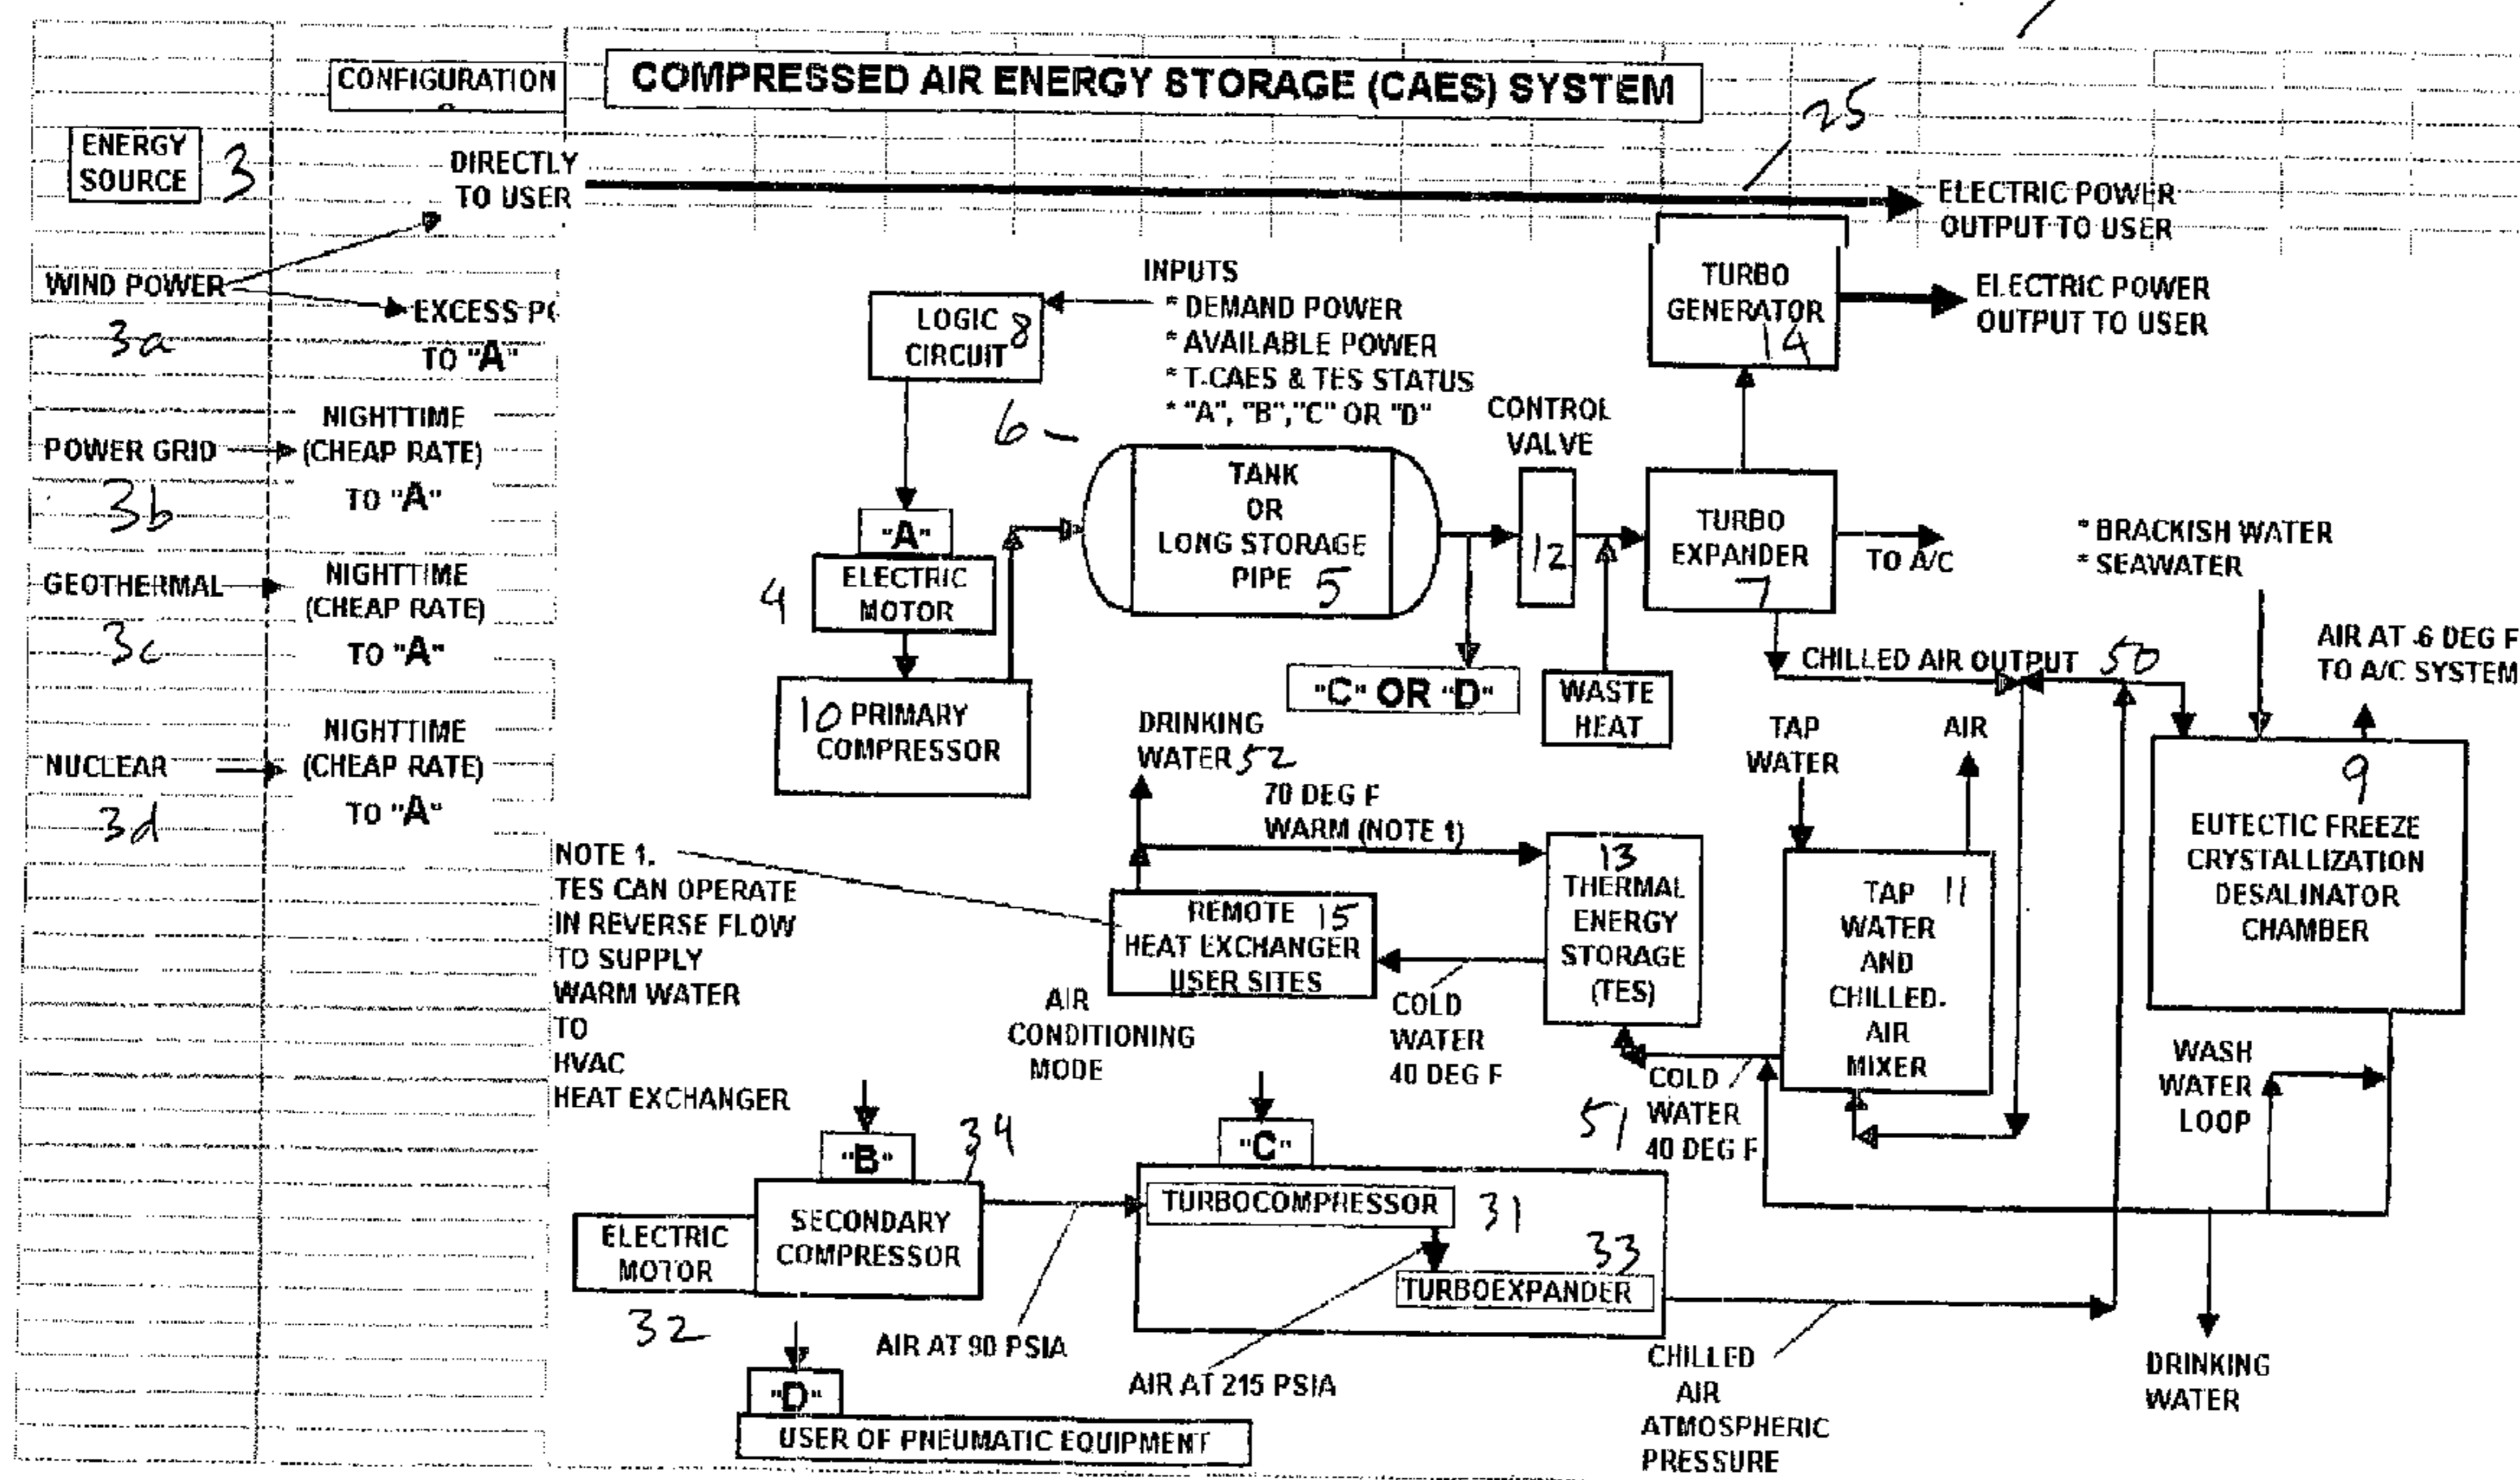 CONFIGURATION
COMPRESSED AIR ENERGY STORAGE (CAES) SYSTEM
25
ENERGY
SOURCE
3
DIRECTLY
TO USER
ELECTRIC POWER
OUTPUT TO USER
WIND POWER
3a
EXCESS
TO "A"
POWER GRID
3b
NIGHTTIME
(CHEAP RATE)
TO "A"
GEOTHERMAL
3c
NIGHTTIME
(CHEAP RATE)
TO "A"
NUCLEAR
3d
NIGHTTIME
(CHEAP RATE)
TO "A"
LOGIC
CIRCUIT 8
INPUTS
* DEMAND POWER
* AVAILABLE POWER
* T.CAES & TES STATUS
* "A", "B","C" OR "D"
TURBO
GENERATOR
14
ELECTRIC POWER
OUTPUT TO USER
6
"A"
4
ELECTRIC
MOTOR
10 PRIMARY
COMPRESSOR
TANK
OR
LONG STORAGE
PIPE 5
CONTROL
VALVE
12
TURBO
EXPANDER
7
TO A/C
"C" OR "D"
WASTE
HEAT
CHILLED AIR OUTPUT 50
* BRACKISH WATER
* SEAWATER
AIR AT -6 DEG F
TO A/C SYSTEM
DRINKING
WATER 52
70 DEG F
WARM (NOTE 1)
TAP
WATER
AIR
9
EUTECTIC FREEZE
CRYSTALLIZATION
DESALINATOR
CHAMBER
NOTE 1.
TES CAN OPERATE
IN REVERSE FLOW
TO SUPPLY
WARM WATER
TO
HVAC
HEAT EXCHANGER
REMOTE 15
HEAT EXCHANGER
USER SITES
13
THERMAL
ENERGY
STORAGE
(TES)
TAP 11
WATER
AND
CHILLED-
AIR
MIXER
AIR
CONDITIONING
MODE
COLD
WATER
40 DEG F
51
COLD
WATER
40 DEG F
WASH
WATER
LOOP
"B"
34
"C"
ELECTRIC
MOTOR
32
SECONDARY
COMPRESSOR
TURBOCOMPRESSOR
31
33
TURBOEXPANDER
AIR AT 90 PSIA
AIR AT 215 PSIA
CHILLED
AIR
ATMOSPHERIC
PRESSURE
DRINKING
WATER
"D"
USER OF PNEUMATIC EQUIPMENT